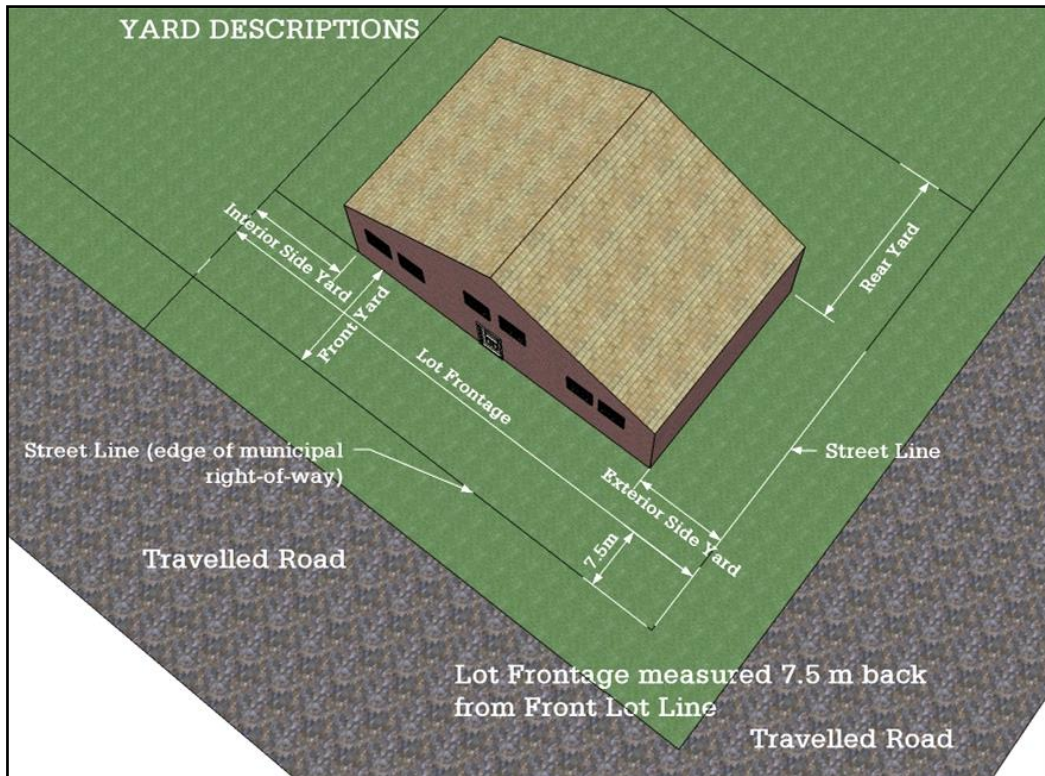 YARD DESCRIPTIONS
Interior Side Yard
Front Yard
Lot Frontage
Rear Yard
Street Line (edge of municipal
right-of-way)
Street Line
Exterior Side Yard
7.5m
Travelled Road
Lot Frontage measured 7.5 m back
from Front Lot Line
Travelled Road